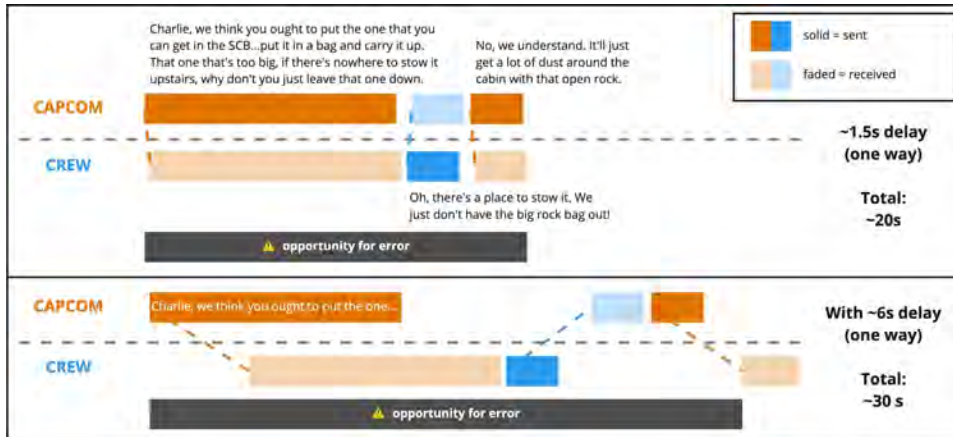 Charlie, we think you ought to put the one that you
can get in the SCB...put it in a bag and carry it up.
That one that's too big, if there's nowhere to stow it
upstairs, why don't you just leave that one down.
No, we understand. It'll just
get a lot of dust around the
cabin with that open rock.
solid = sent
faded = received
CAPCOM
CREW
~1.5s delay
(one way)
Total:
~20s
Oh, there's a place to stow it. We
just don't have the big rock bag out!
opportunity for error
CAPCOM
Charlie, we think you ought to put the one...
CREW
With ~6s delay
(one way)
Total:
~30 s
opportunity for error